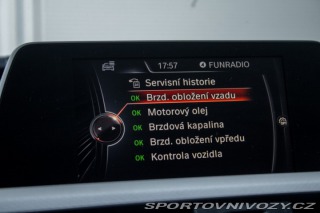 17:57
FUNRADIO
Servisní historie
OK Brzd. obložení vzadu
OK Motorový olej
OK Brzdová kapalina
OK Brzd. obložení vpředu
OK Kontrola vozidla
SPORTOVNIVOZY.CZ